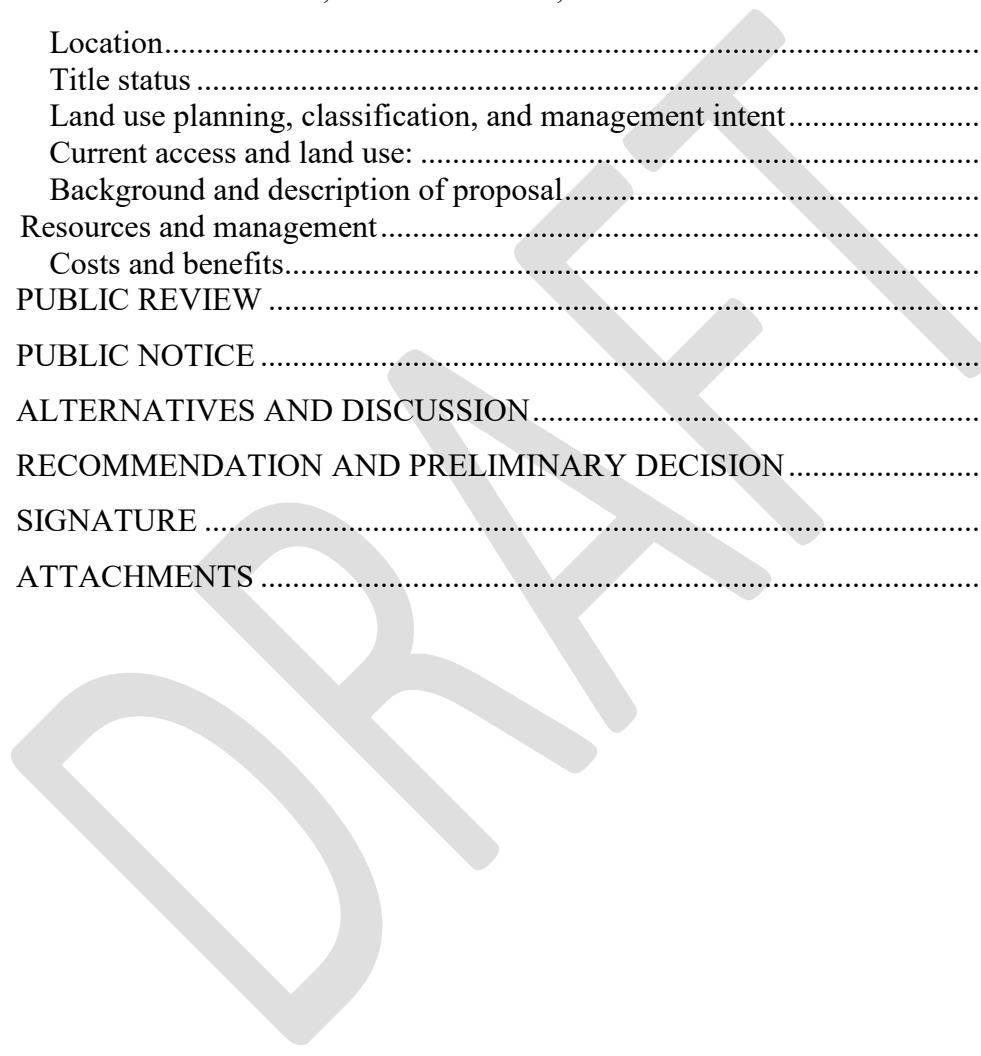 Location....................................................................................................
Title status ................................................................................................
Land use planning, classification, and management intent........................
Current access and land use: .....................................................................
Background and description of proposal....................................................
Resources and management...........................................................................
Costs and benefits.......................................................................................
PUBLIC REVIEW .........................................................................................
PUBLIC NOTICE ..........................................................................................
ALTERNATIVES AND DISCUSSION.........................................................
RECOMMENDATION AND PRELIMINARY DECISION........................
SIGNATURE .................................................................................................
ATTACHMENTS ..........................................................................................
DRAFT